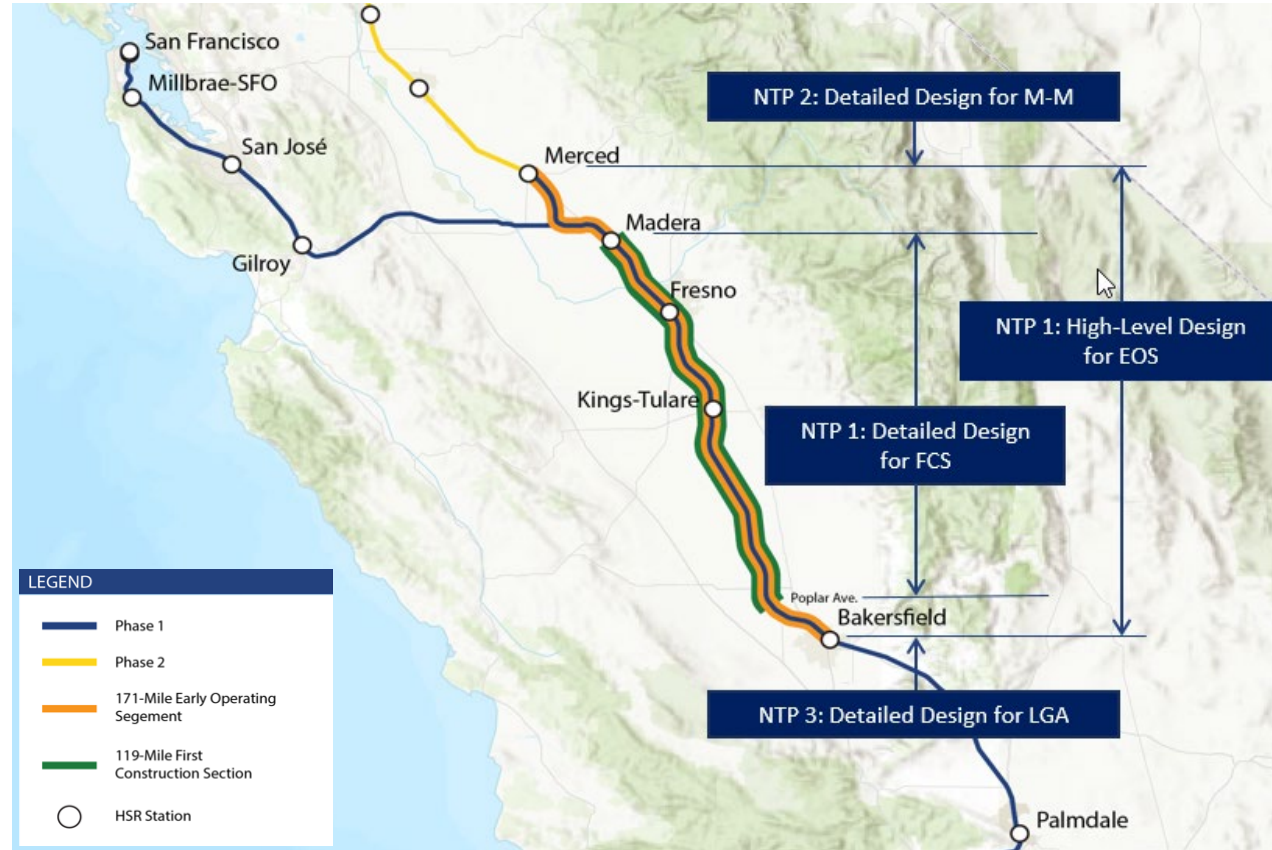 San Francisco
Millbrae-SFO
San José
Gilroy
Merced
Madera
Fresno
Kings-Tulare
Poplar Ave.
Bakersfield
Palmdale
NTP 2: Detailed Design for M-M
NTP 1: High-Level Design
for EOS
NTP 1: Detailed Design
for FCS
NTP 3: Detailed Design for LGA
LEGEND
Phase 1
Phase 2
171-Mile Early Operating
Segement
119-Mile First
Construction Section
HSR Station